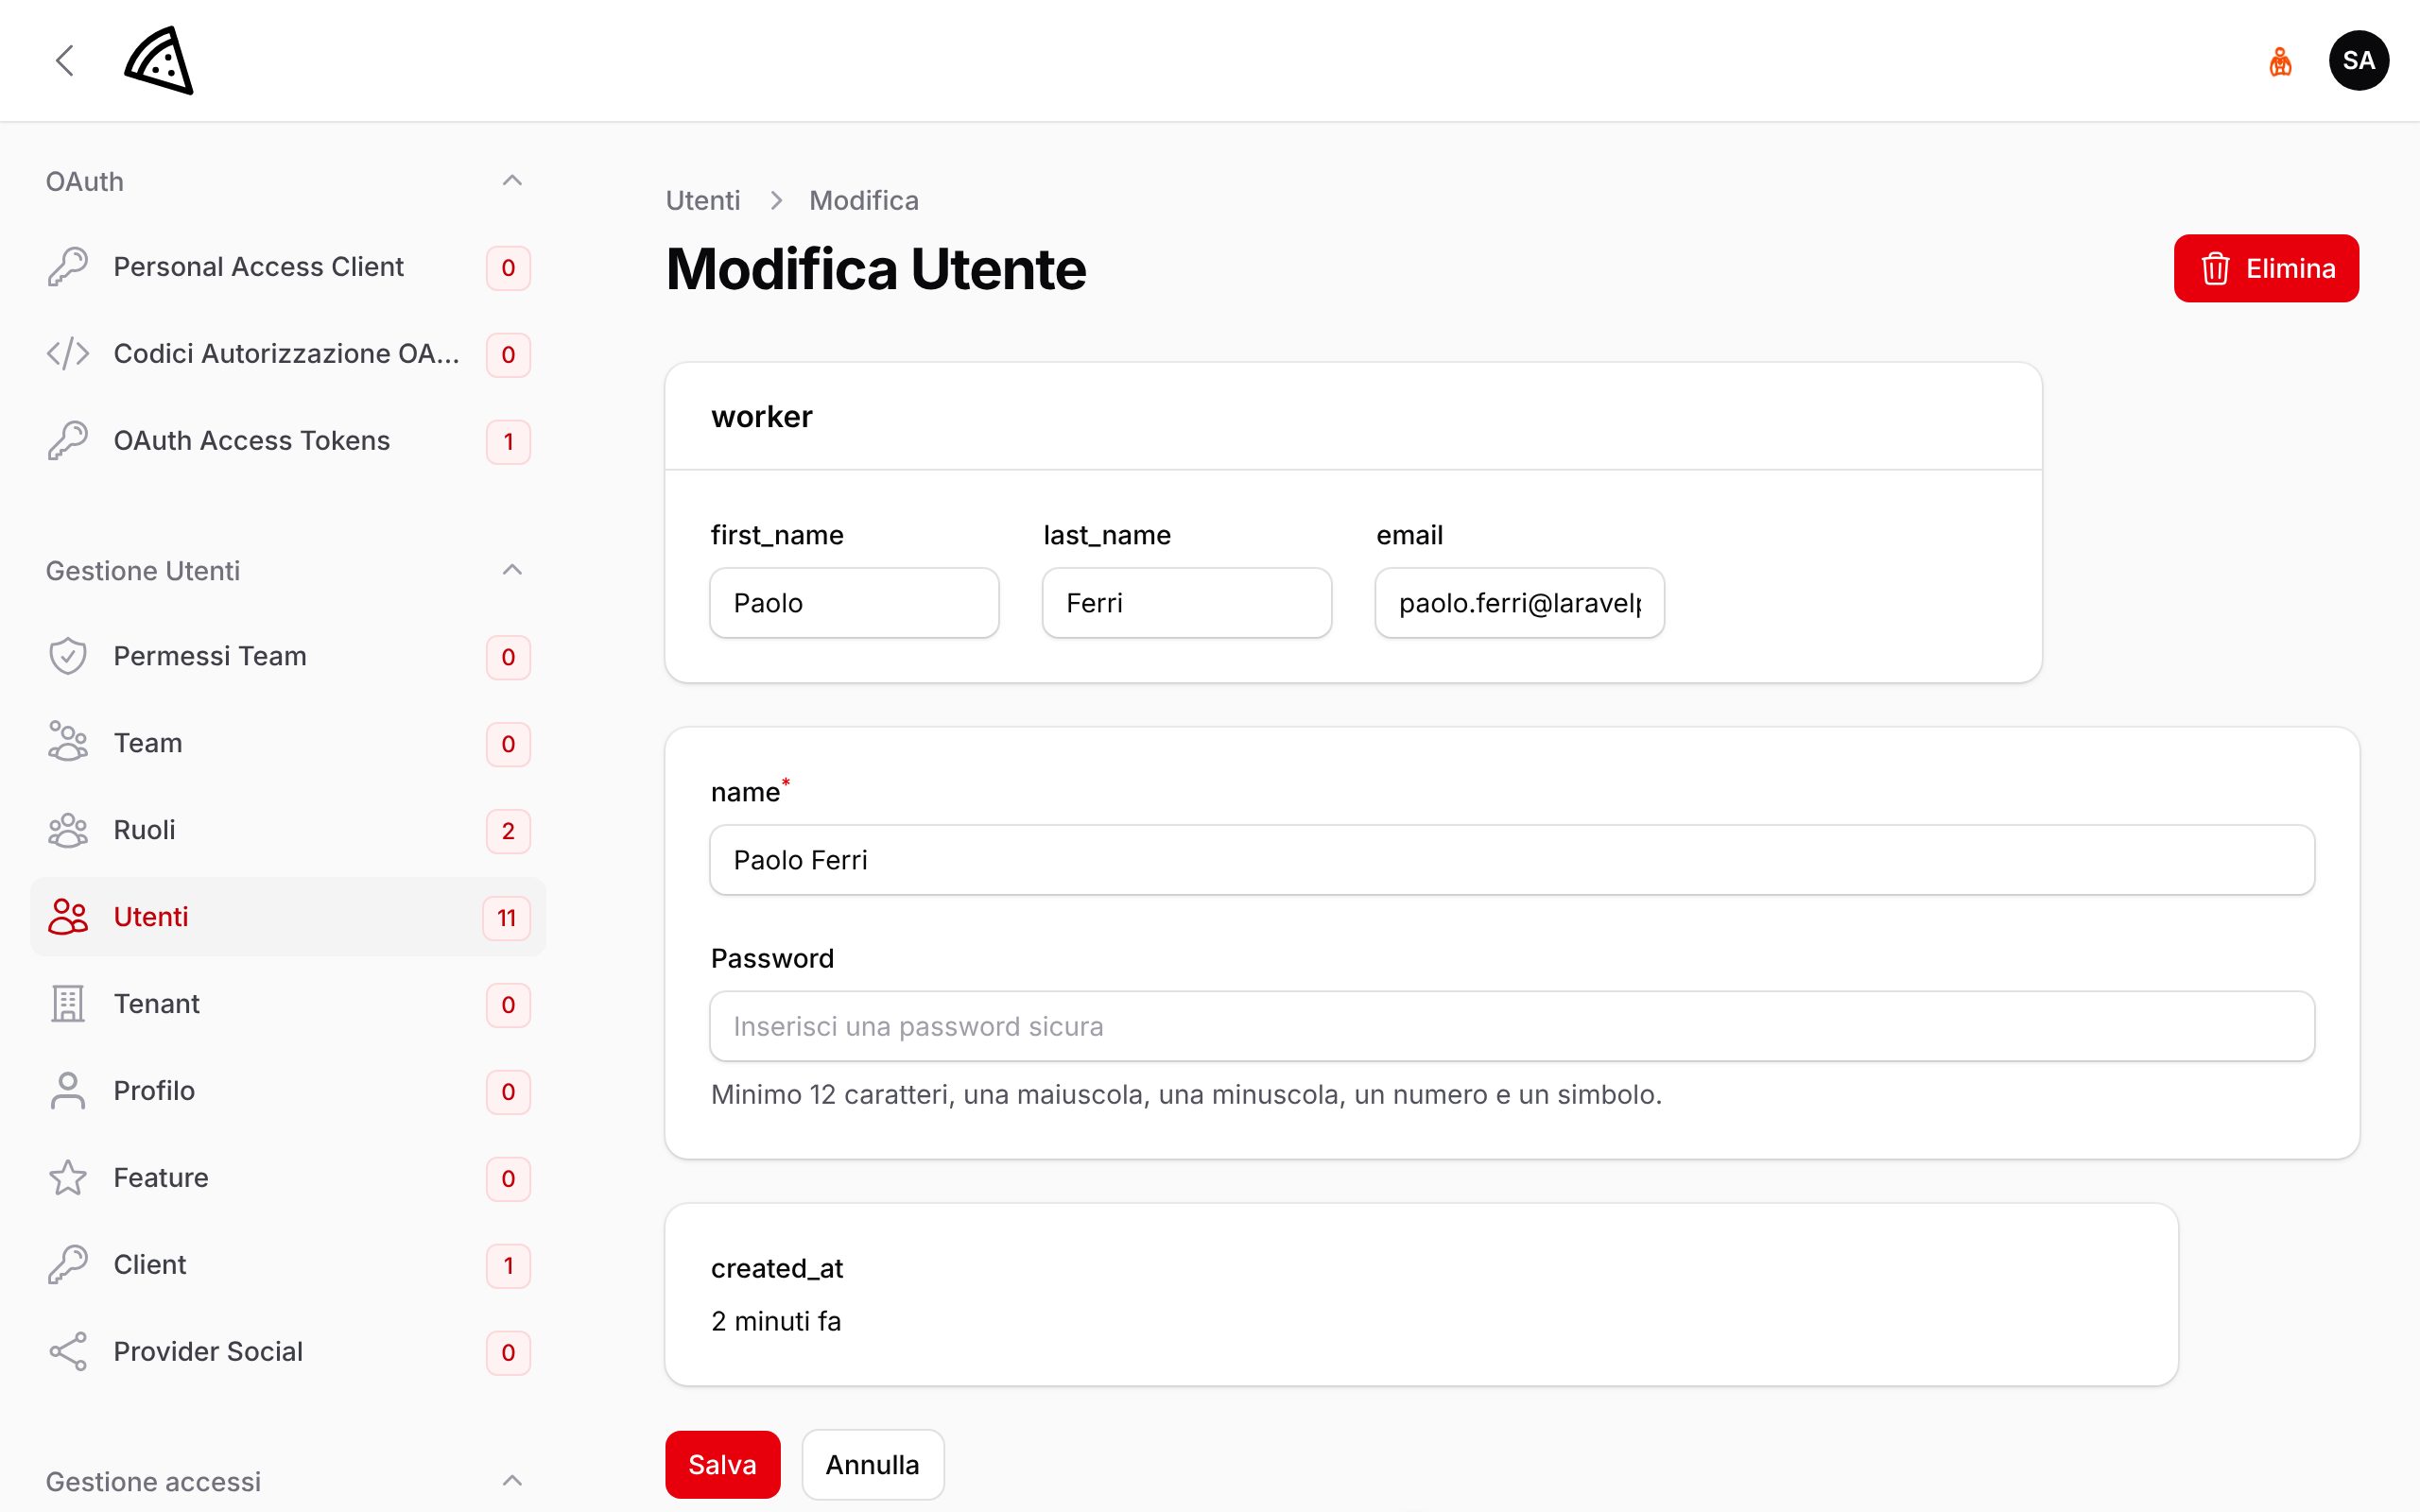 SA
OAuth
Personal Access Client 0
Codici Autorizzazione OA... 0
OAuth Access Tokens 1
Gestione Utenti
Permessi Team 0
Team 0
Ruoli 2
Utenti 11
Tenant 0
Profilo 0
Feature 0
Client 1
Provider Social 0
Gestione accessi
Utenti > Modifica
Modifica Utente
Elimina
worker
first_name last_name email
Paolo Ferri paolo.ferri@laravelp
name*
Paolo Ferri
Password
Inserisci una password sicura
Minimo 12 caratteri, una maiuscola, una minuscola, un numero e un simbolo.
created_at
2 minuti fa
Salva Annulla